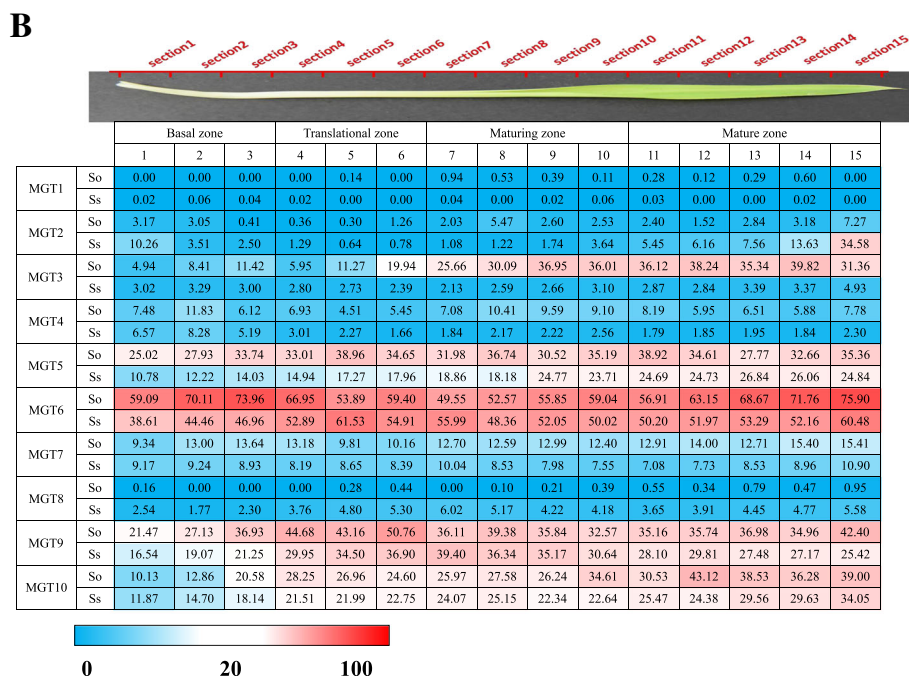 B
section1 section2 section3 section4 section5 section6 section7 section8 section9 section10 section11 section12 section13 section14 section15
Basal zone Translational zone Maturing zone Mature zone
1 2 3 4 5 6 7 8 9 10 11 12 13 14 15
MGT1 So 0.00 0.00 0.00 0.00 0.14 0.00 0.94 0.53 0.39 0.11 0.28 0.12 0.29 0.60 0.00
Ss 0.02 0.06 0.04 0.02 0.00 0.00 0.04 0.00 0.02 0.06 0.03 0.00 0.00 0.02 0.00
MGT2 So 3.17 3.05 0.41 0.36 0.30 1.26 2.03 5.47 2.60 2.53 2.40 1.52 2.84 3.18 7.27
Ss 10.26 3.51 2.50 1.29 0.64 0.78 1.08 1.22 1.74 3.64 5.45 6.16 7.56 13.63 34.58
MGT3 So 4.94 8.41 11.42 5.95 11.27 19.94 25.66 30.09 36.95 36.01 36.12 38.24 35.34 39.82 31.36
Ss 3.02 3.29 3.00 2.80 2.73 2.39 2.13 2.59 2.66 3.10 2.87 2.84 3.39 3.37 4.93
MGT4 So 7.48 11.83 6.12 6.93 4.51 5.45 7.08 10.41 9.59 9.10 8.19 5.95 6.51 5.88 7.78
Ss 6.57 8.28 5.19 3.01 2.27 1.66 1.84 2.17 2.22 2.56 1.79 1.85 1.95 1.84 2.30
MGT5 So 25.02 27.93 33.74 33.01 38.96 34.65 31.98 36.74 30.52 35.19 38.92 34.61 27.77 32.66 35.36
Ss 10.78 12.22 14.03 14.94 17.27 17.96 18.86 18.18 24.77 23.71 24.69 24.73 26.84 26.06 24.84
MGT6 So 59.09 70.11 73.96 66.95 53.89 59.40 49.55 52.57 55.85 59.04 56.91 63.15 68.67 71.76 75.90
Ss 38.61 44.46 46.96 52.89 61.53 54.91 55.99 48.36 52.05 50.02 50.20 51.97 53.29 52.16 60.48
MGT7 So 9.34 13.00 13.64 13.18 9.81 10.16 12.70 12.59 12.99 12.40 12.91 14.00 12.71 15.40 15.41
Ss 9.17 9.24 8.93 8.19 8.65 8.39 10.04 8.53 7.98 7.55 7.08 7.73 8.53 8.96 10.90
MGT8 So 0.16 0.00 0.00 0.00 0.28 0.44 0.00 0.10 0.21 0.39 0.55 0.34 0.79 0.47 0.95
Ss 2.54 1.77 2.30 3.76 4.80 5.30 6.02 5.17 4.22 4.18 3.65 3.91 4.45 4.77 5.58
MGT9 So 21.47 27.13 36.93 44.68 43.16 50.76 36.11 39.38 35.84 32.57 35.16 35.74 36.98 34.96 42.40
Ss 16.54 19.07 21.25 29.95 34.50 36.90 39.40 36.34 35.17 30.64 28.10 29.81 27.48 27.17 25.42
MGT10 So 10.13 12.86 20.58 28.25 26.96 24.60 25.97 27.58 26.24 34.61 30.53 43.12 38.53 36.28 39.00
Ss 11.87 14.70 18.14 21.51 21.99 22.75 24.07 25.15 22.34 22.64 25.47 24.38 29.56 29.63 34.05
0 20 100